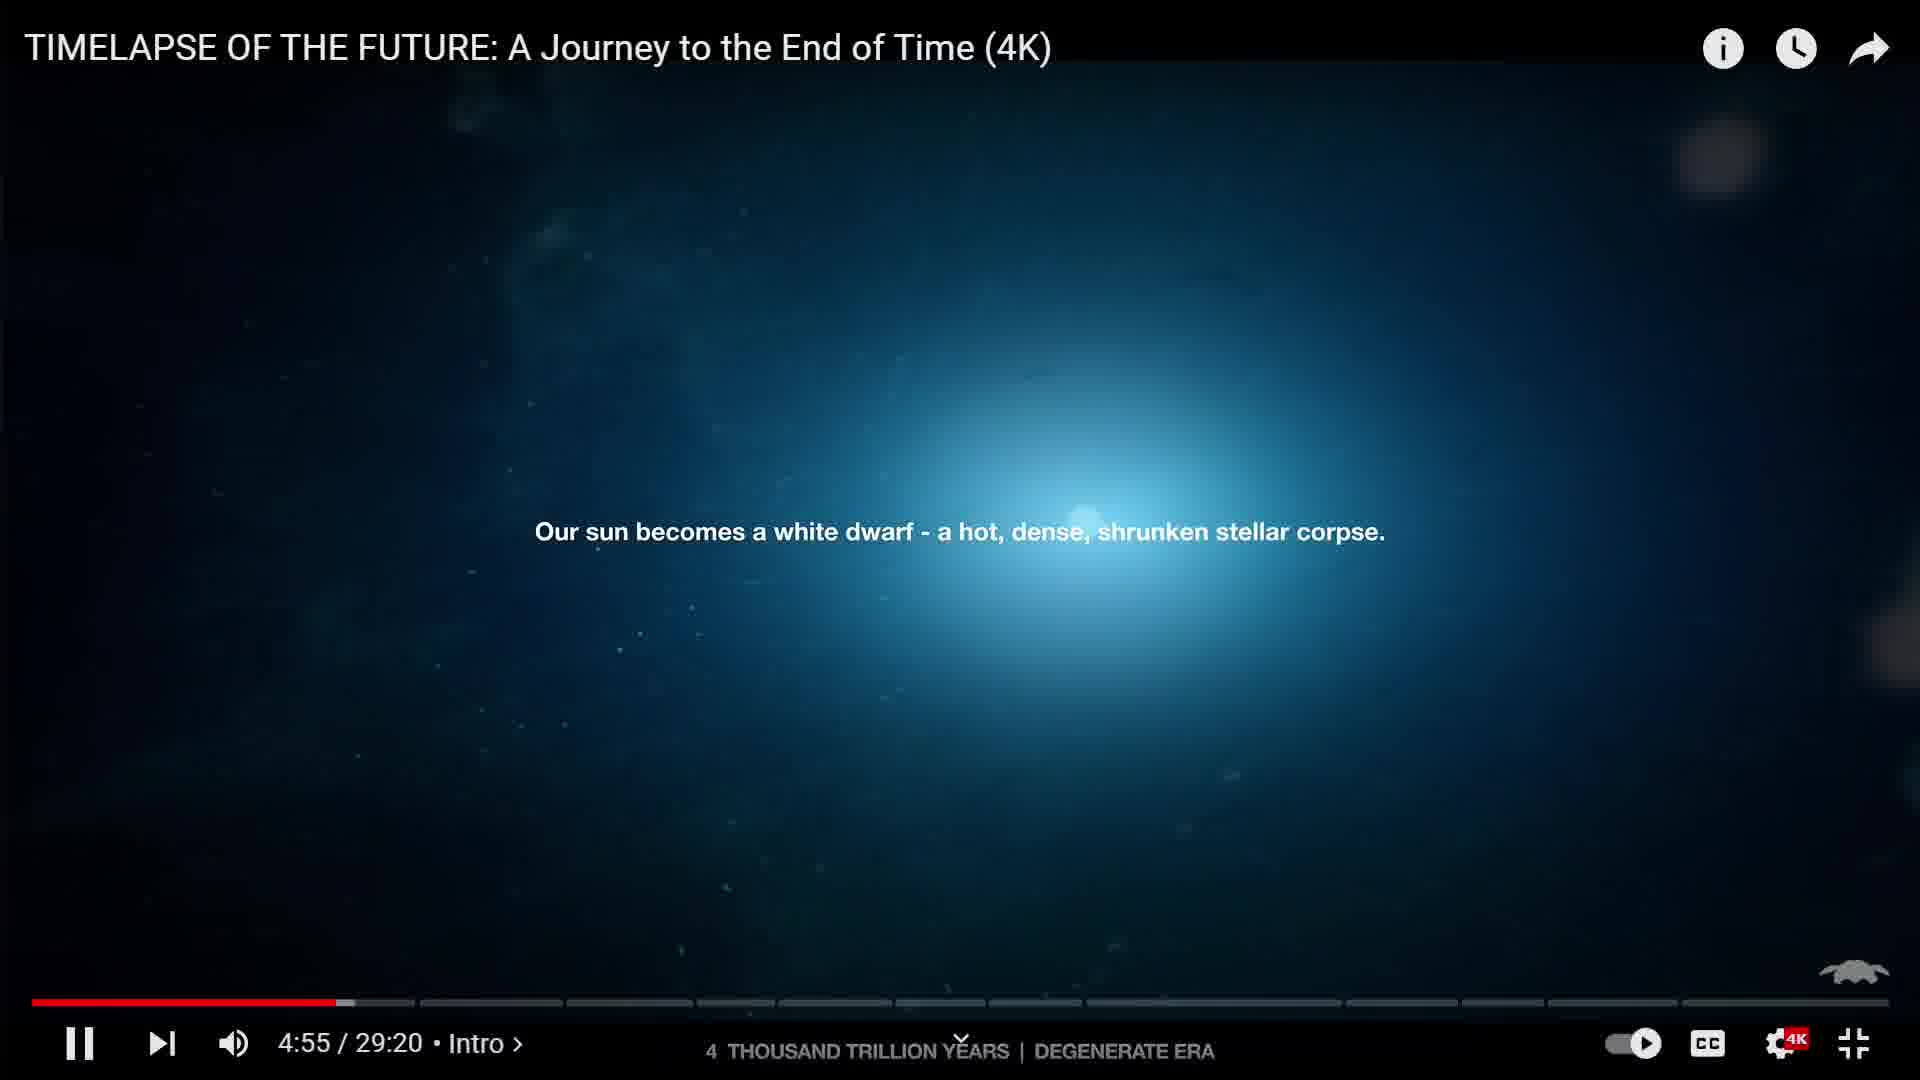 TIMELAPSE OF THE FUTURE: A Journey to the End of Time (4K)
Our sun becomes a white dwarf - a hot, dense, shrunken stellar corpse.
4:55 / 29:20 • Intro ›
4 THOUSAND TRILLION YEARS | DEGENERATE ERA
CC
4K